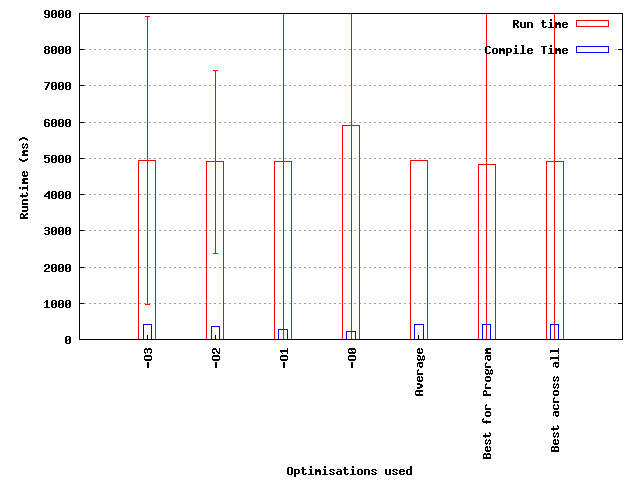 9000
8000
7000
6000
5000
4000
3000
2000
1000
0
Runtime (ms)
Run time
Compile Time
-O3
-O2
-O1
-O0
Average
Best for Program
Best across all
Optimisations used